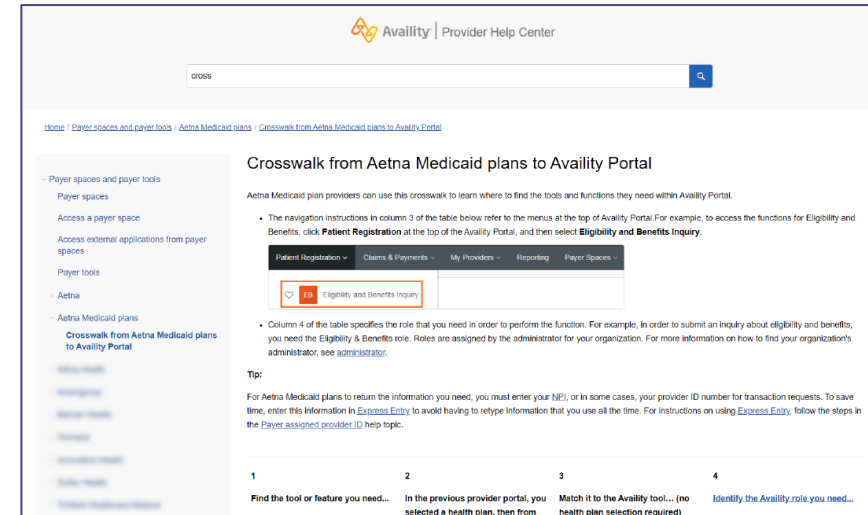 Availity | Provider Help Center
cross
Home / Payer spaces and payer tools / Aetna Medicaid plans / Crosswalk from Aetna Medicaid plans to Availity Portal
Payer spaces and payer tools
Payer spaces
Access a payer space
Access external applications from payer
spaces
Payer tools
Aetna
Aetna Medicaid plans
Crosswalk from Aetna Medicaid plans
to Availity Portal
Crosswalk from Aetna Medicaid plans to Availity Portal
Aetna Medicaid plan providers can use this crosswalk to learn where to find the tools and functions they need within Availity Portal.
• The navigation instructions in column 3 of the table below refer to the menus at the top of Availity Portal.For example, to access the functions for Eligibility and
Benefits, click Patient Registration at the top of the Availity Portal, and then select Eligibility and Benefits Inquiry.
Patient Registration Claims & Payments My Providers Reporting Payer Spaces
EB Eligibility and Benefits Inquiry
• Column 4 of the table specifies the role that you need in order to perform the function. For example, in order to submit an inquiry about eligibility and benefits,
you need the Eligibility & Benefits role. Roles are assigned by the administrator for your organization. For more information on how to find your organization's
administrator, see administrator.
Tip:
For Aetna Medicaid plans to return the information you need, you must enter your NPI, or in some cases, your provider ID number for transaction requests. To save
time, enter this information in Express Entry to avoid having to retype information that you use all the time. For instructions on using Express Entry, follow the steps in
the Payer assigned provider ID help topic.
1 2 3 4
Find the tool or feature you need... In the previous provider portal, you Match it to the Availity tool... (no Identify the Availity role you need...
selected a health plan, then from health plan selection required)